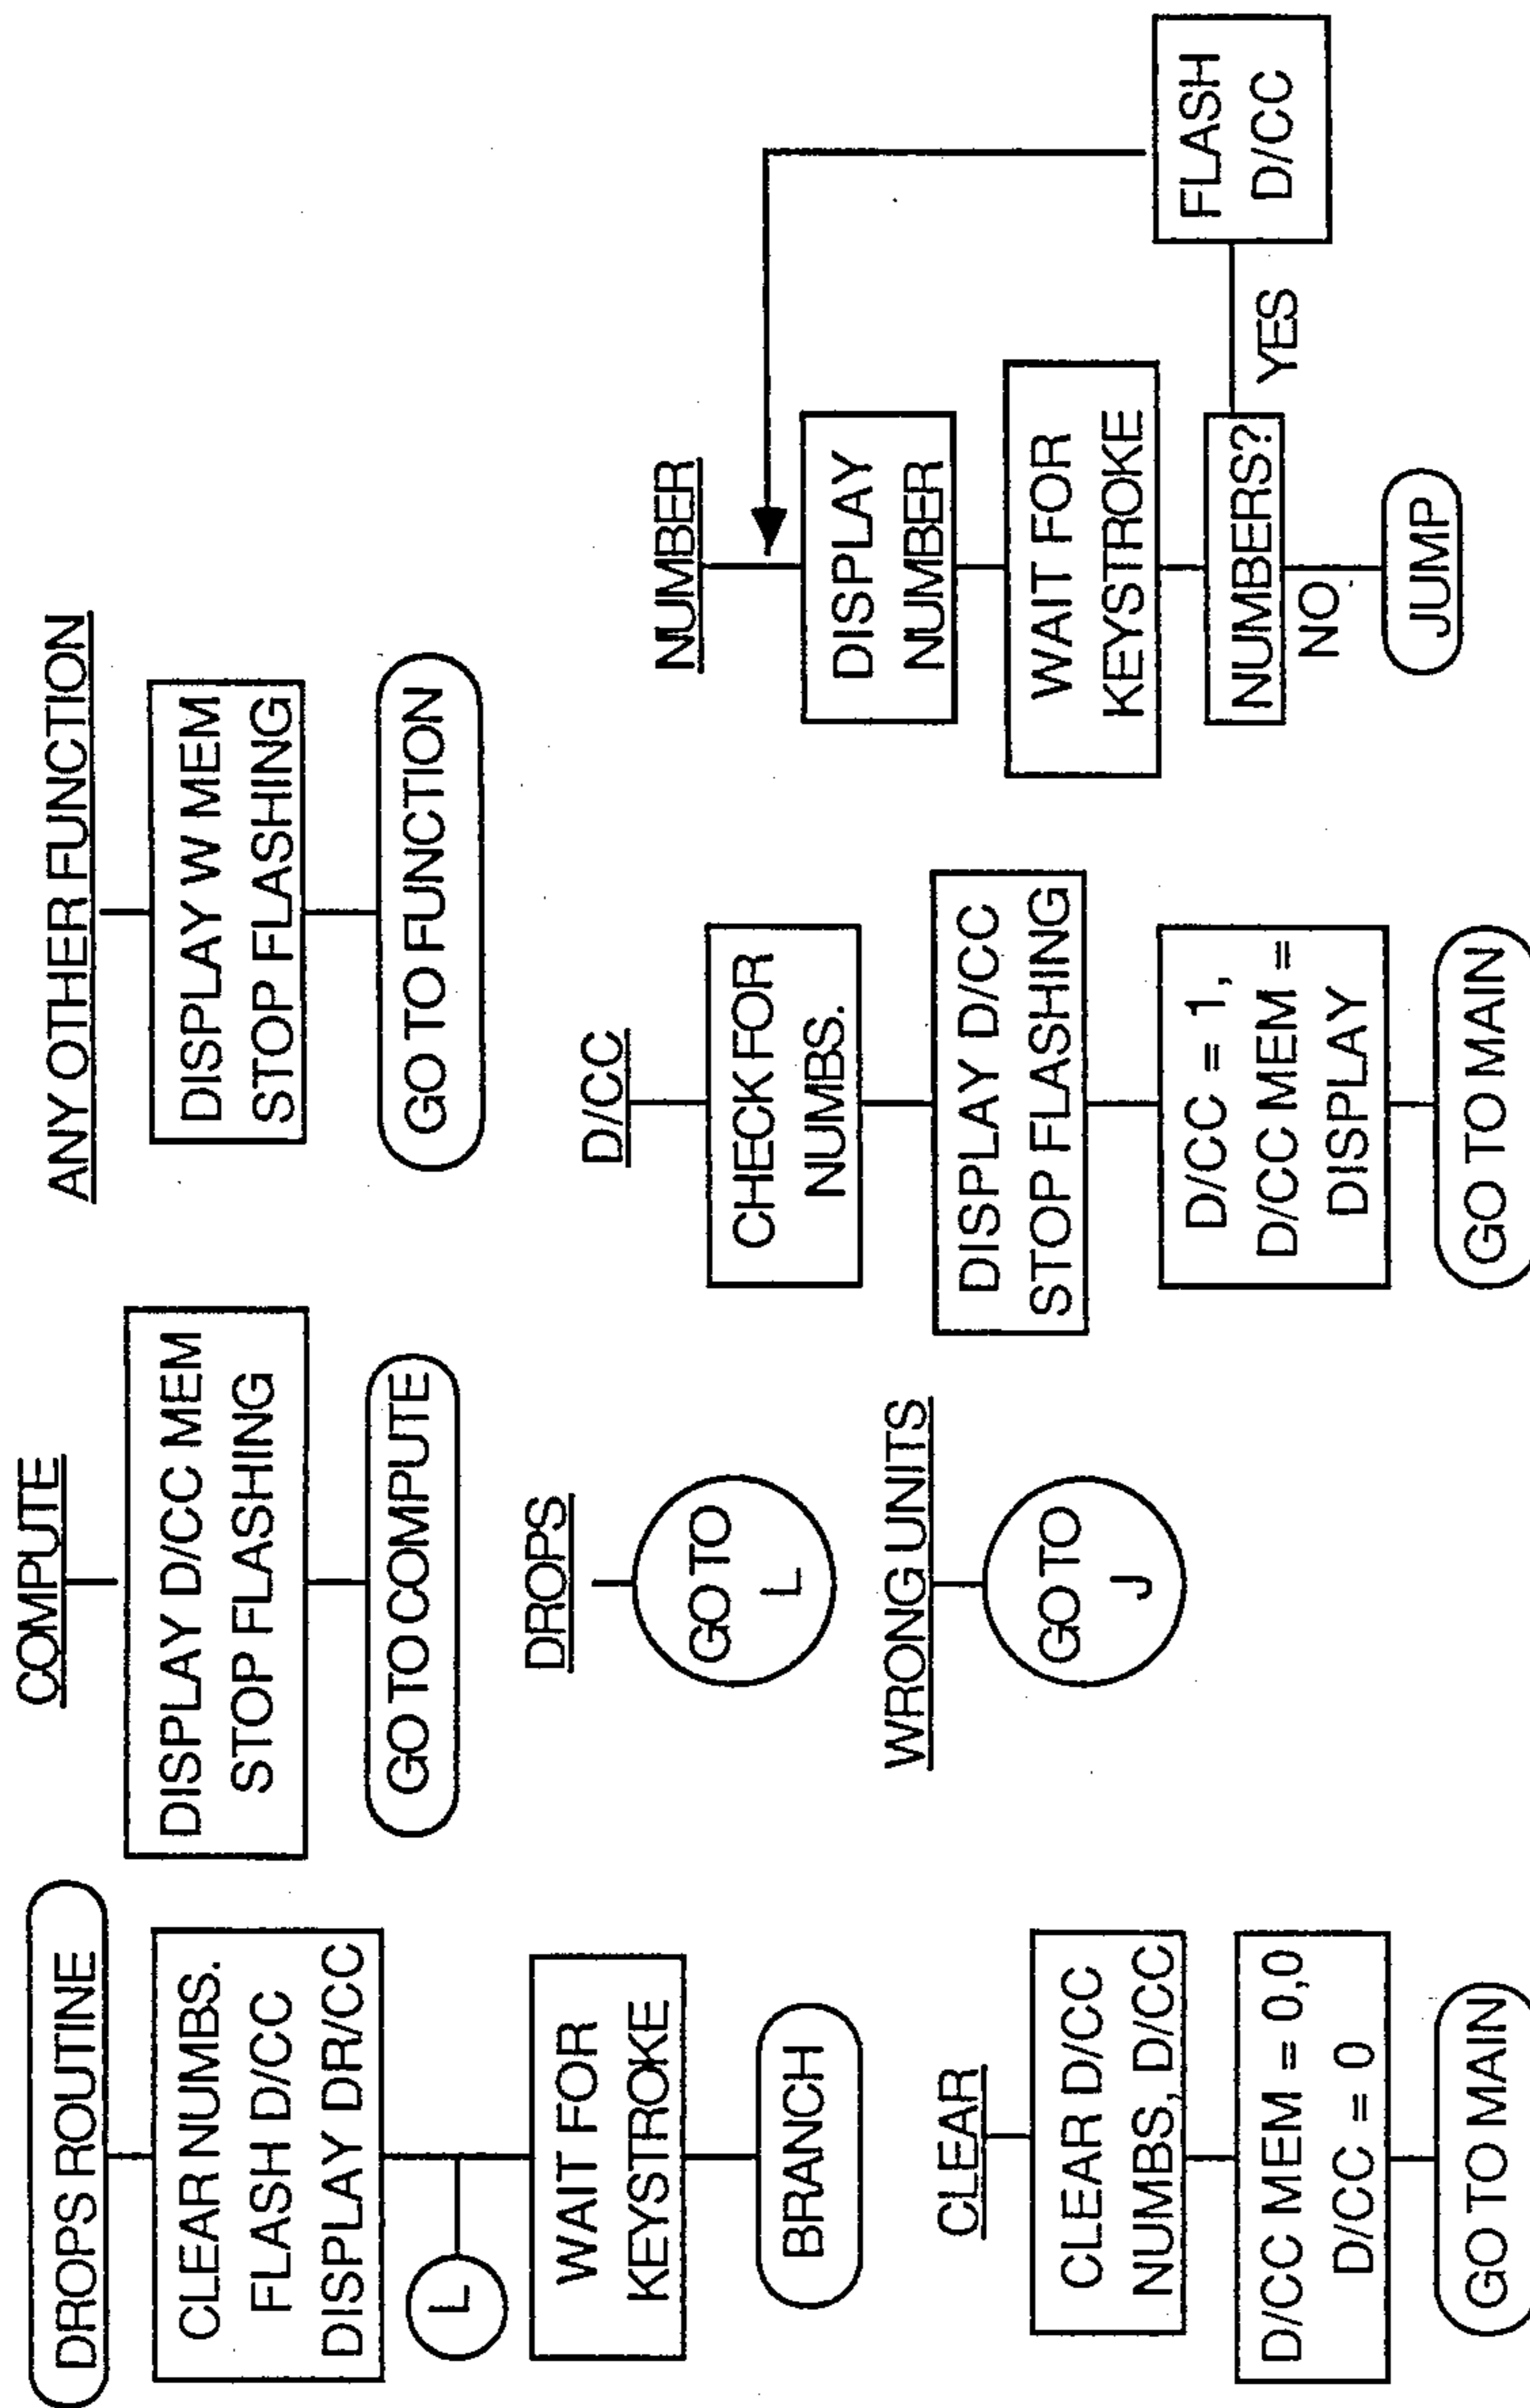 DROPS ROUTINE
CLEAR NUMBS.
FLASH D/CC
DISPLAY DR/CC
L
WAIT FOR
KEYSTROKE
BRANCH
CLEAR
CLEAR D/CC
NUMBS, D/CC
D/CC MEM = 0,0
D/CC = 0
GO TO MAIN
COMPUTE
DISPLAY D/CC MEM
STOP FLASHING
GO TO COMPUTE
DROPS
GO TO
L
WRONG UNITS
GO TO
J
ANY OTHER FUNCTION
DISPLAY W MEM
STOP FLASHING
GO TO FUNCTION
D/CC
CHECK FOR
NUMBS.
DISPLAY D/CC
STOP FLASHING
D/CC = 1,
D/CC MEM =
DISPLAY
GO TO MAIN
NUMBER
DISPLAY
NUMBER
WAIT FOR
KEYSTROKE
NUMBERS?
YES
NO
FLASH
D/CC
JUMP